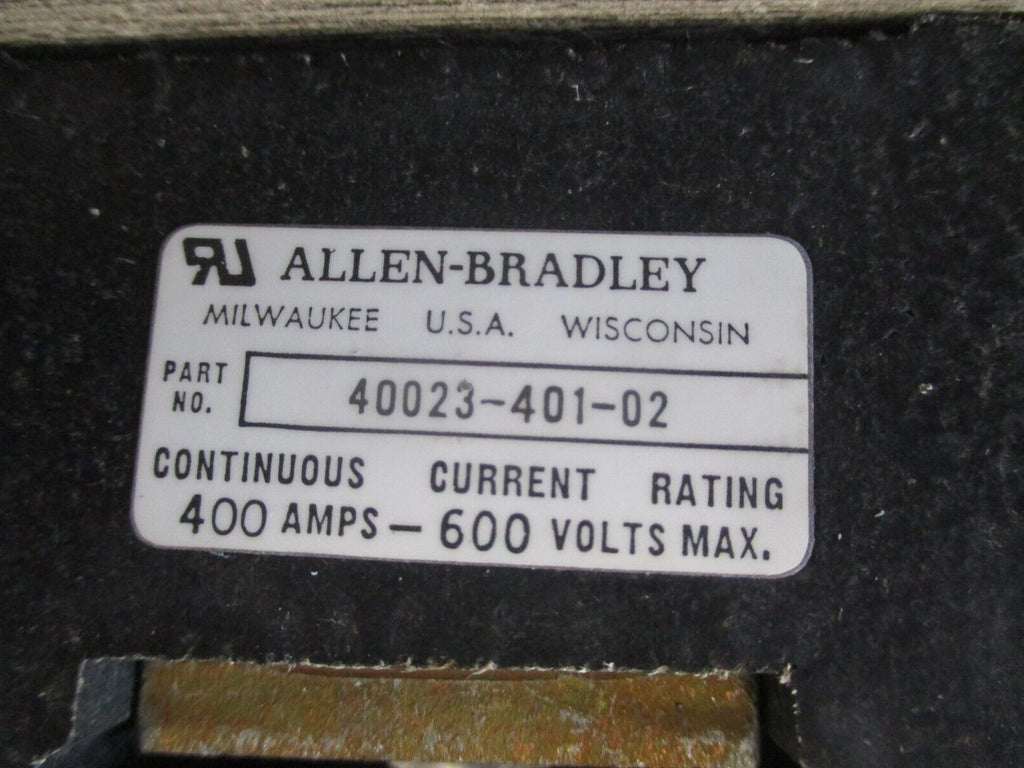 ALLEN-BRADLEY
MILWAUKEE U.S.A. WISCONSIN
PART NO. 40023-401-02
CONTINUOUS CURRENT RATING
400 AMPS - 600 VOLTS MAX.